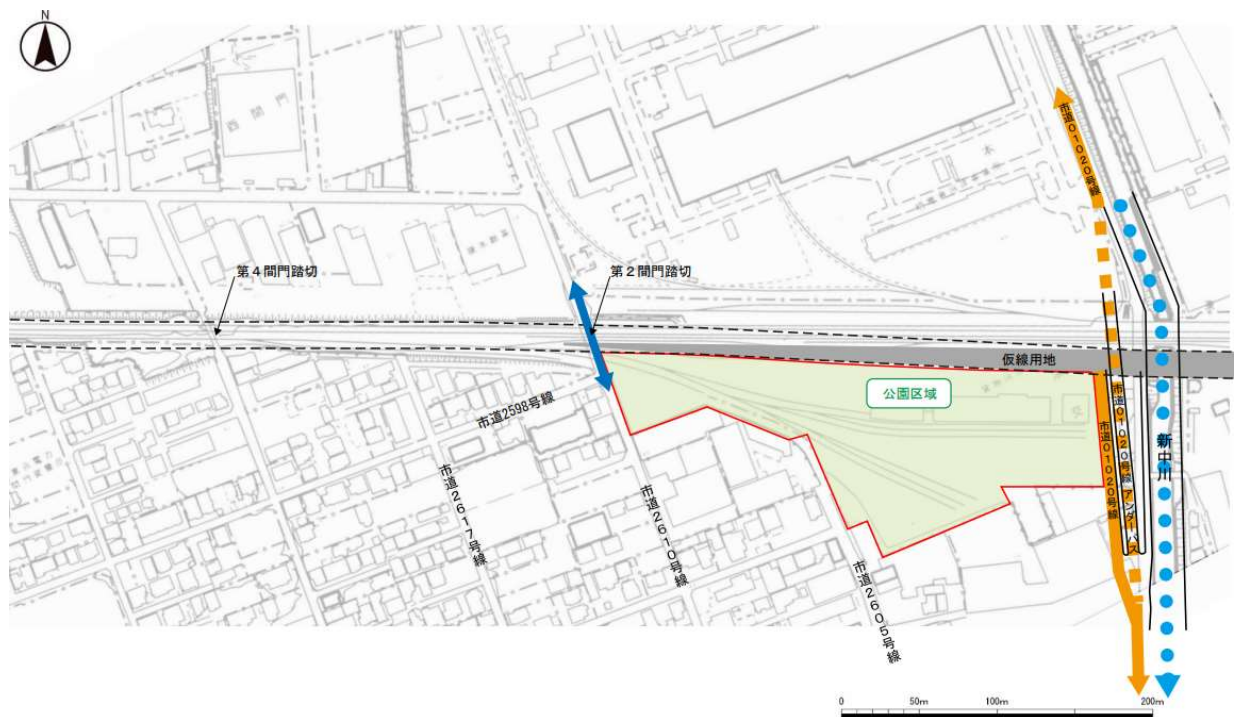 N
市道01020号線
第4間門踏切
第2間門踏切
仮線用地
公園区域
市道2598号線
市道2617号線
市道2610号線
市道2605号線
市道01020号線
市道01020号線 アンダーパス
新中川
0 50m 100m 200m